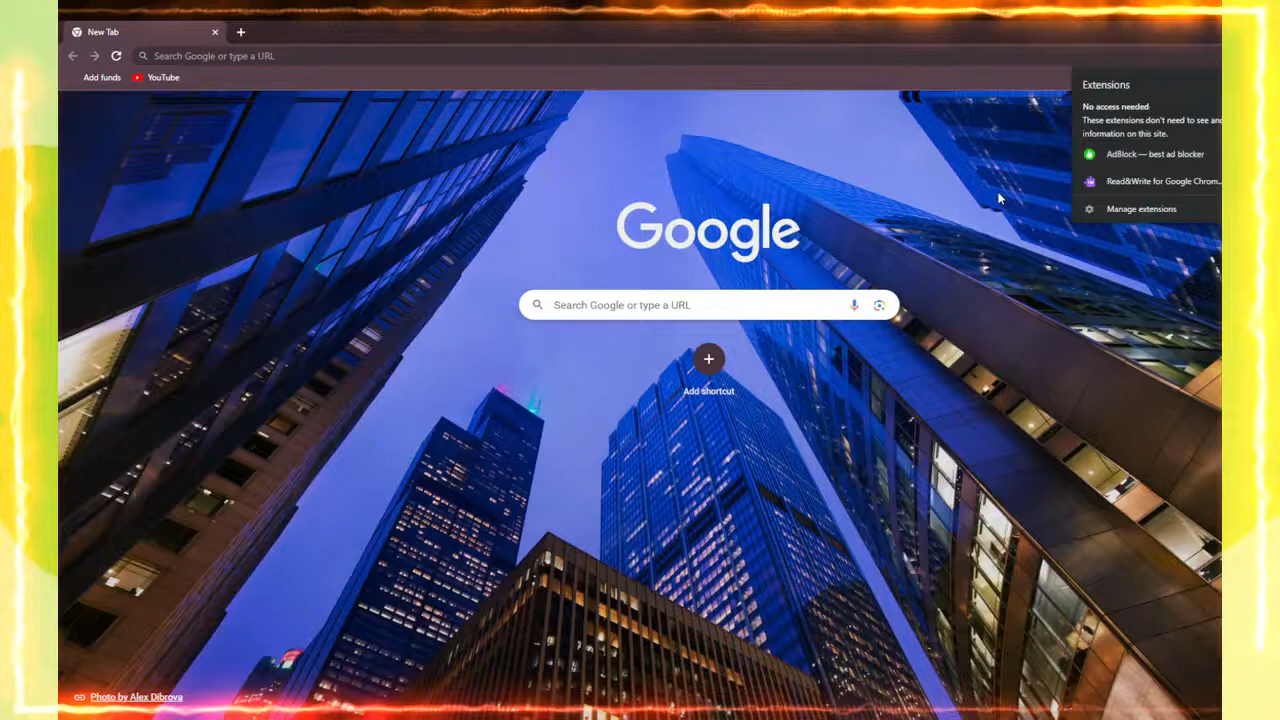 New Tab
Search Google or type a URL
Add funds
YouTube
Extensions
No access needed
These extensions don't need to see and
information on this site.
AdBlock — best ad blocker
Read&Write for Google Chrom...
Manage extensions
Google
Search Google or type a URL
Add shortcut
Photo by Alex Dibrova